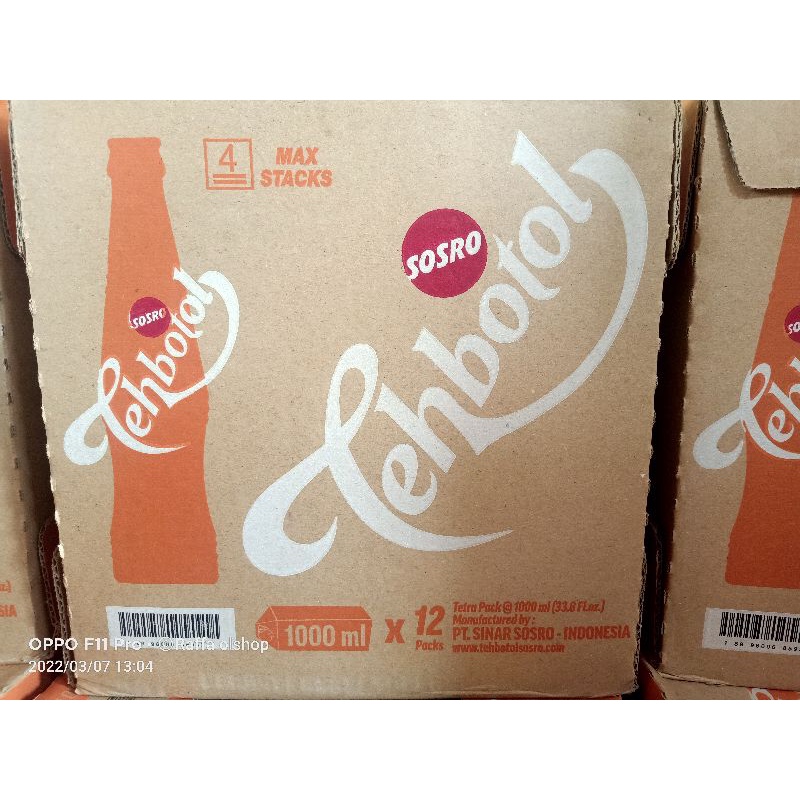 4
MAX
STACKS
SOSRO
Tehbotol
SOSRO
Tehbotol
1000 ml
X
12
Packs
Tetra Pack @ 1000 ml (33.8 Fl.oz.)
Manufactured by :
PT. SINAR SOSRO - INDONESIA
www.tehbotolsosro.com
OPPO F11 Pro
olshop
2022/03/07 13:04